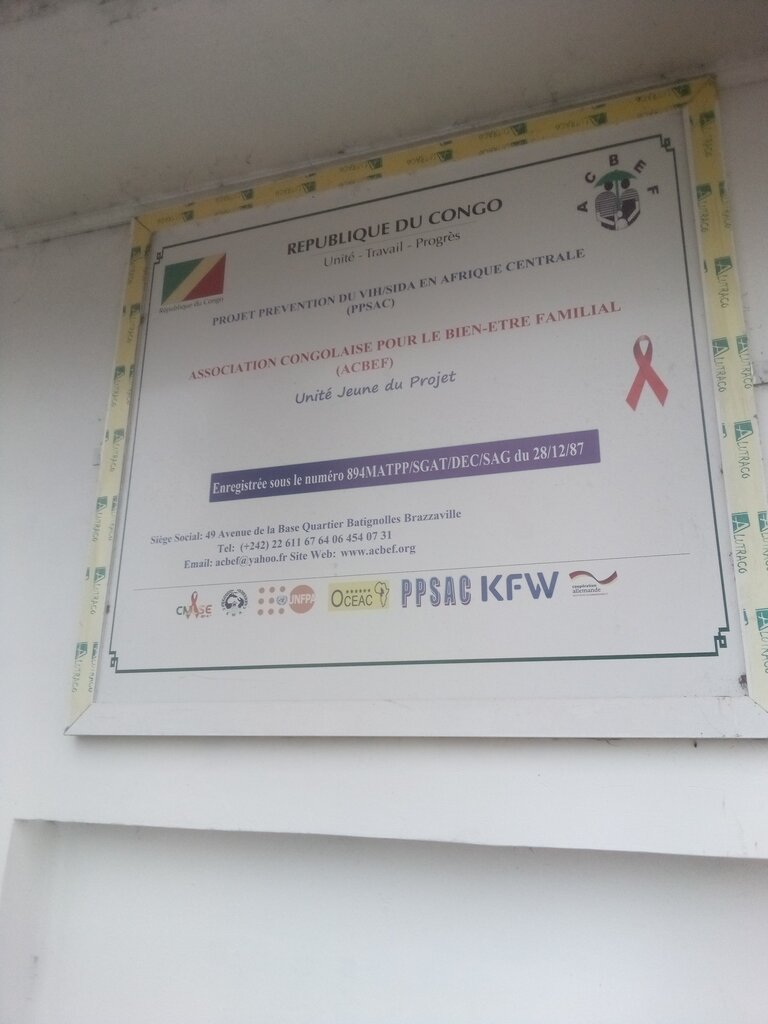 ACBEF
REPUBLIQUE DU CONGO
Unité - Travail - Progrès
République du Congo
PROJET PREVENTION DU VIH/SIDA EN AFRIQUE CENTRALE
(PPSAC)
ASSOCIATION CONGOLAISE POUR LE BIEN-ETRE FAMILIAL
(ACBEF)
Unité Jeune du Projet
Enregistrée sous le numéro 894MATPP/SGAT/DEC/SAG du 28/12/87
Siège Social: 49 Avenue de la Base Quartier Batignolles Brazzaville
Tel: (+242) 22 611 67 64 06 454 07 31
Email: acbef@yahoo.fr Site Web: www.acbef.org
UNFPA OCEAC PPSAC KFW coopération
allemande
ALUTRACO